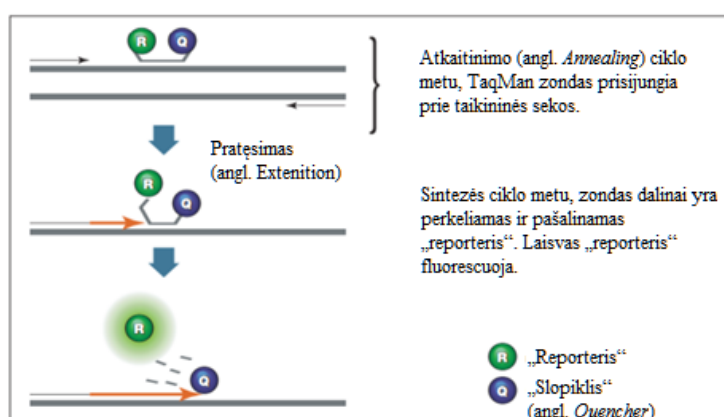 R Q
Atkaitinimo (angl. Annealing) ciklo
metu, TaqMan zondas prisijungia
prie taikininės sekos.
Pratęsimas
(angl. Extenition)
R
Q
Sintezės ciklo metu, zondas dalinai yra
perkeliamas ir pašalinamas
„reporteris“. Laisvas „reporteris“
fluorescuoja.
R
Q
R „Reporteris“
Q „Slopiklis“
(angl. Quencher)